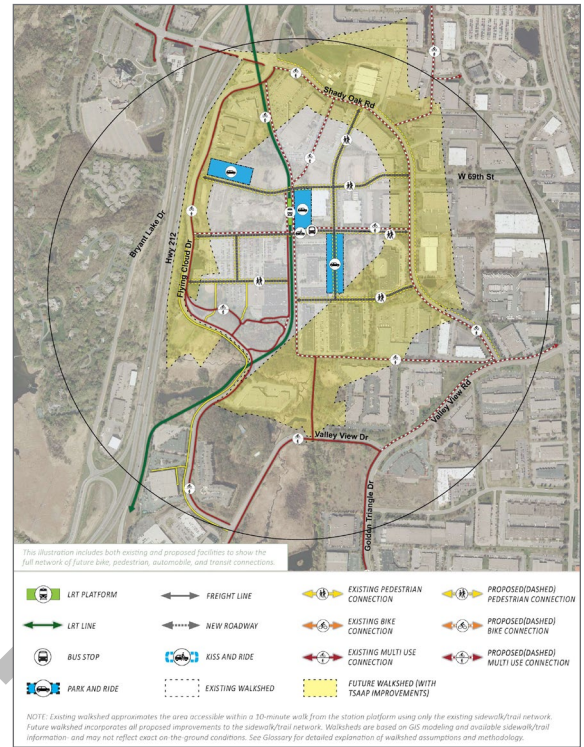 Shady Oak Rd
W 69th St
Bryant Lake Dr
Hwy 212
Flying Cloud Dr
Valley View Rd
Valley View Dr
Golden Triangle Dr
This illustration includes both existing and proposed facilities to show the
full network of future bike, pedestrian, automobile, and transit connections.
LRT PLATFORM
FREIGHT LINE
EXISTING PEDESTRIAN
CONNECTION
PROPOSED(DASHED)
PEDESTRIAN CONNECTION
LRT LINE
NEW ROADWAY
EXISTING BIKE
CONNECTION
PROPOSED(DASHED)
BIKE CONNECTION
BUS STOP
KISS AND RIDE
EXISTING MULTI USE
CONNECTION
PROPOSED(DASHED)
MULTI USE CONNECTION
PARK AND RIDE
EXISTING WALKSHED
FUTURE WALKSHED (WITH
TSAAP IMPROVEMENTS)
NOTE: Existing walkshed approximates the area accessible within a 10-minute walk from the station platform using only the existing sidewalk/trail network.
Future walkshed incorporates all proposed improvements to the sidewalk/trail network. Walksheds are based on GIS modeling and available sidewalk/trail
information- and may not reflect exact on-the-ground conditions. See Glossary for detailed explanation of walkshed assumptions and methodology.